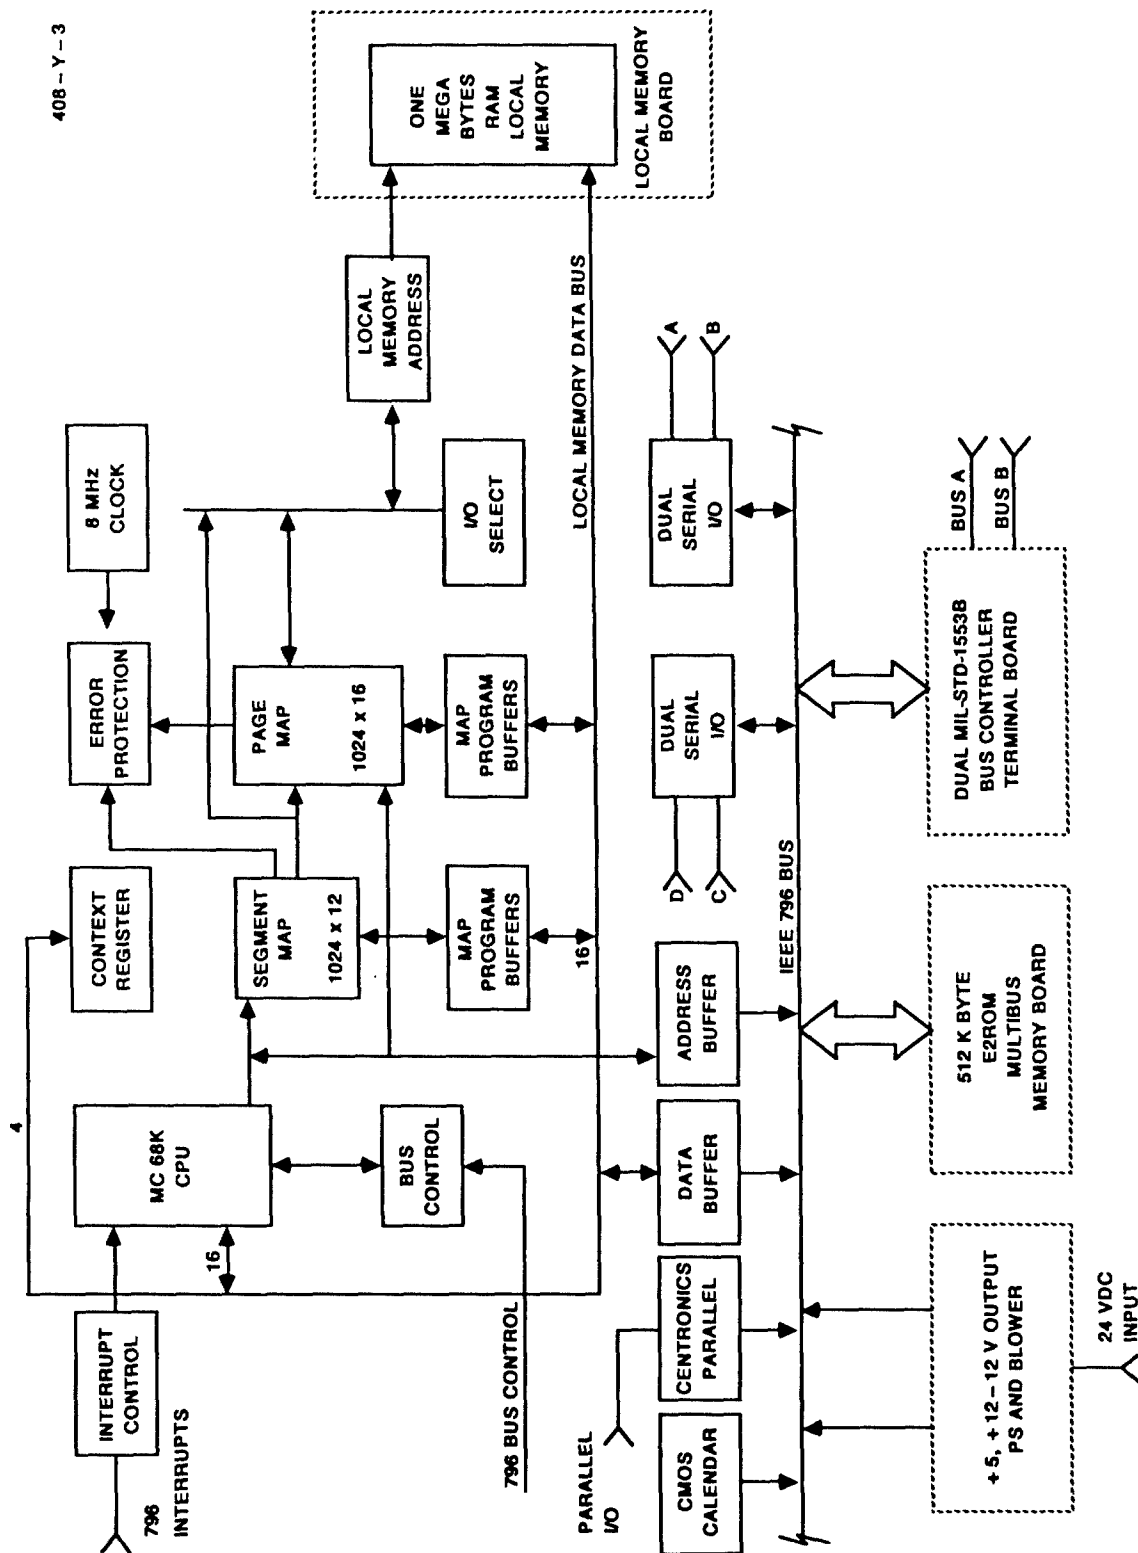 408 – Y – 3
ONE
MEGA
BYTES
RAM
LOCAL
MEMORY
LOCAL MEMORY
BOARD
LOCAL
MEMORY
ADDRESS
8 MHz
CLOCK
I/O
SELECT
LOCAL MEMORY DATA BUS
ERROR
PROTECTION
PAGE
MAP
1024 x 16
MAP
PROGRAM
BUFFERS
CONTEXT
REGISTER
SEGMENT
MAP
1024 x 12
MAP
PROGRAM
BUFFERS
16
4
MC 68K
CPU
BUS
CONTROL
16
INTERRUPT
CONTROL
796
INTERRUPTS
796 BUS CONTROL
DUAL
SERIAL
I/O
A
B
DUAL
SERIAL
I/O
D
C
ADDRESS
BUFFER
DATA
BUFFER
CENTRONICS
PARALLEL
PARALLEL
I/O
CMOS
CALENDAR
IEEE 796 BUS
BUS A
BUS B
DUAL MIL-STD-1553B
BUS CONTROLLER
TERMINAL BOARD
512 K BYTE
E2ROM
MULTIBUS
MEMORY BOARD
+ 5, + 12 – 12 V OUTPUT
PS AND BLOWER
24 VDC
INPUT